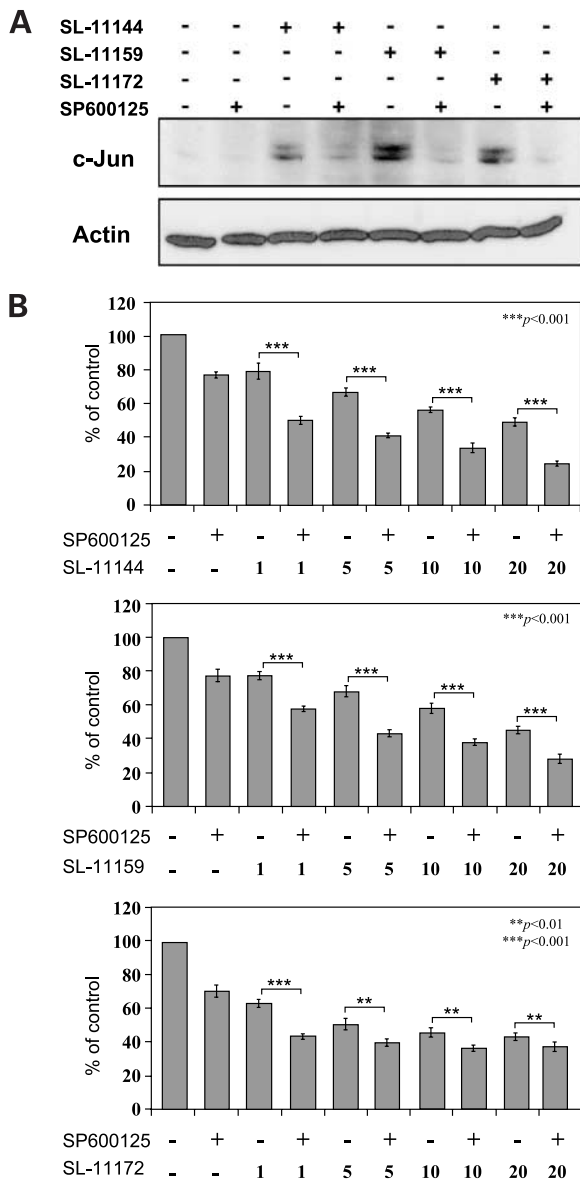 A
SL-11144 - - + + - - - -
SL-11159 - - - - + + - -
SL-11172 - - - - - - + +
SP600125 - + - + - + - +
c-Jun
Actin
B
120
100
80
60
40
20
0
% of control
***p<0.001
*** *** *** ***
SP600125 - + - + - + - + - +
SL-11144 - - 1 1 5 5 10 10 20 20
120
100
80
60
40
20
0
% of control
***p<0.001
*** *** *** ***
SP600125 - + - + - + - + - +
SL-11159 - - 1 1 5 5 10 10 20 20
120
100
80
60
40
20
0
% of control
**p<0.01
***p<0.001
*** ** ** **
SP600125 - + - + - + - + - +
SL-11172 - - 1 1 5 5 10 10 20 20